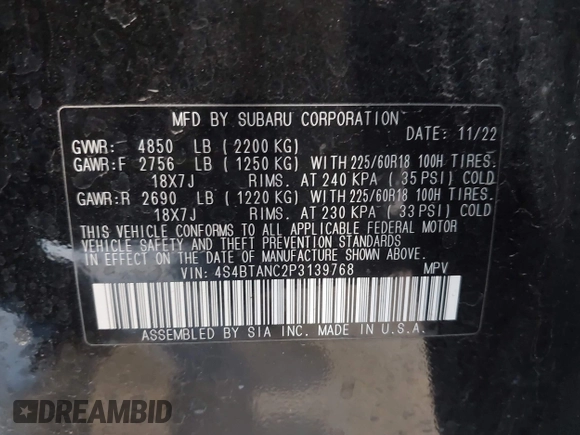 MFD BY SUBARU CORPORATION
DATE: 11/22
GVWR: 4850 LB (2200 KG)
GAWR:F 2756 LB (1250 KG) WITH 225/60R18 100H TIRES.
18X7J RIMS. AT 240 KPA (35 PSI) COLD
GAWR:R 2690 LB (1220 KG) WITH 225/60R18 100H TIRES.
18X7J RIMS. AT 230 KPA (33 PSI) COLD
THIS VEHICLE CONFORMS TO ALL APPLICABLE FEDERAL MOTOR
VEHICLE SAFETY AND THEFT PREVENTION STANDARDS IN
EFFECT ON THE DATE OF MANUFACTURE SHOWN ABOVE.
VIN: 4S4BTANC2P3139768 MPV
ASSEMBLED BY SIA INC. MADE IN U.S.A.
DREAMBID